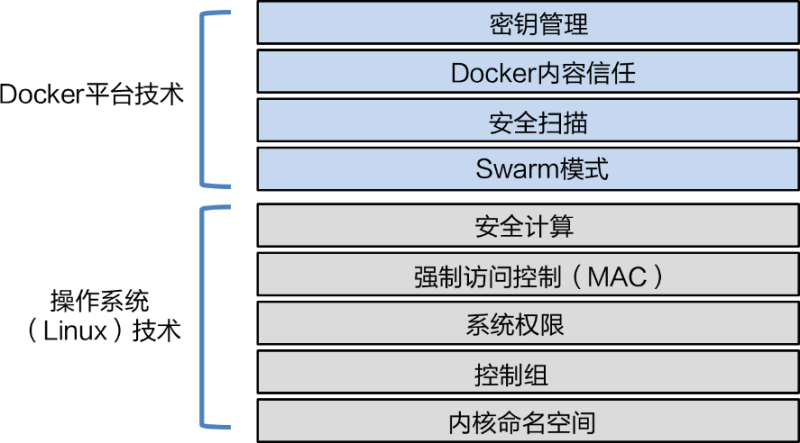 密钥管理
Docker内容信任
Docker平台技术
安全扫描
Swarm模式
安全计算
强制访问控制（MAC）
操作系统
（Linux）技术
系统权限
控制组
内核命名空间